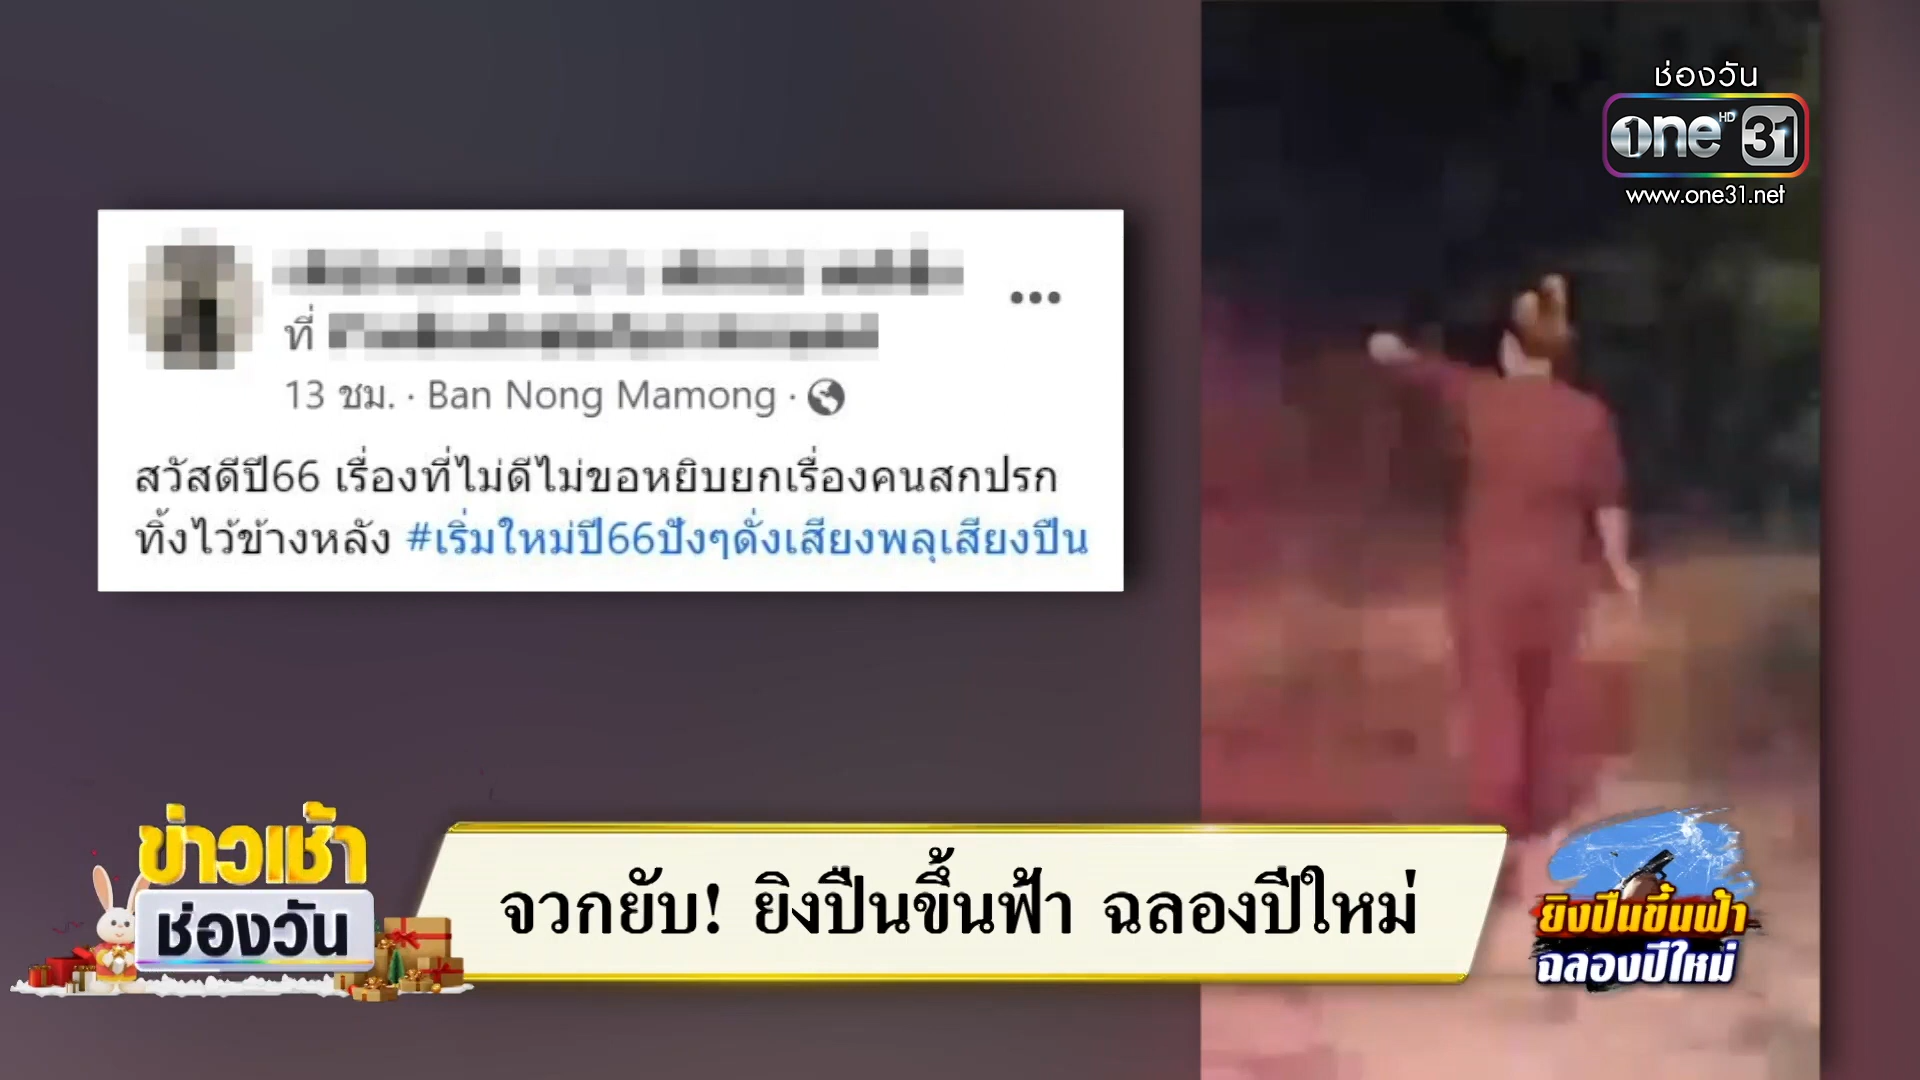 ช่องวัน
one HD 31
www.one31.net
ที่
13 ชม. · Ban Nong Mamong ·
สวัสดีปี66 เรื่องที่ไม่ดีไม่ขอหยิบยกเรื่องคนสกปรก
ทิ้งไว้ข้างหลัง #เริ่มใหม่ปี66ปังๆดั่งเสียงพลุเสียงปืน
ข่าวเช้า
ช่องวัน
จวกยับ! ยิงปืนขึ้นฟ้า ฉลองปีใหม่
ยิงปืนขึ้นฟ้า
ฉลองปีใหม่